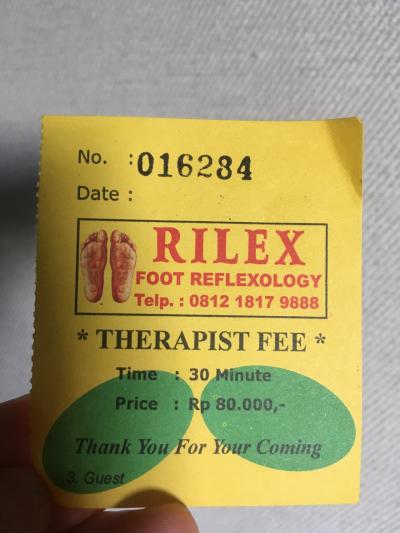 No. : 016284
Date :
RILEX
FOOT REFLEXOLOGY
Telp. : 0812 1817 9888
* THERAPIST FEE *
Time : 30 Minute
Price : Rp 80.000,-
Thank You For Your Coming
3. Guest